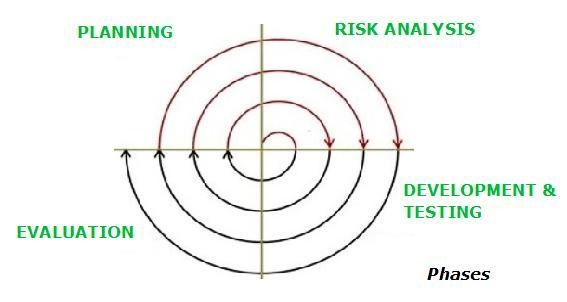 PLANNING
RISK ANALYSIS
DEVELOPMENT &
TESTING
EVALUATION
Phases